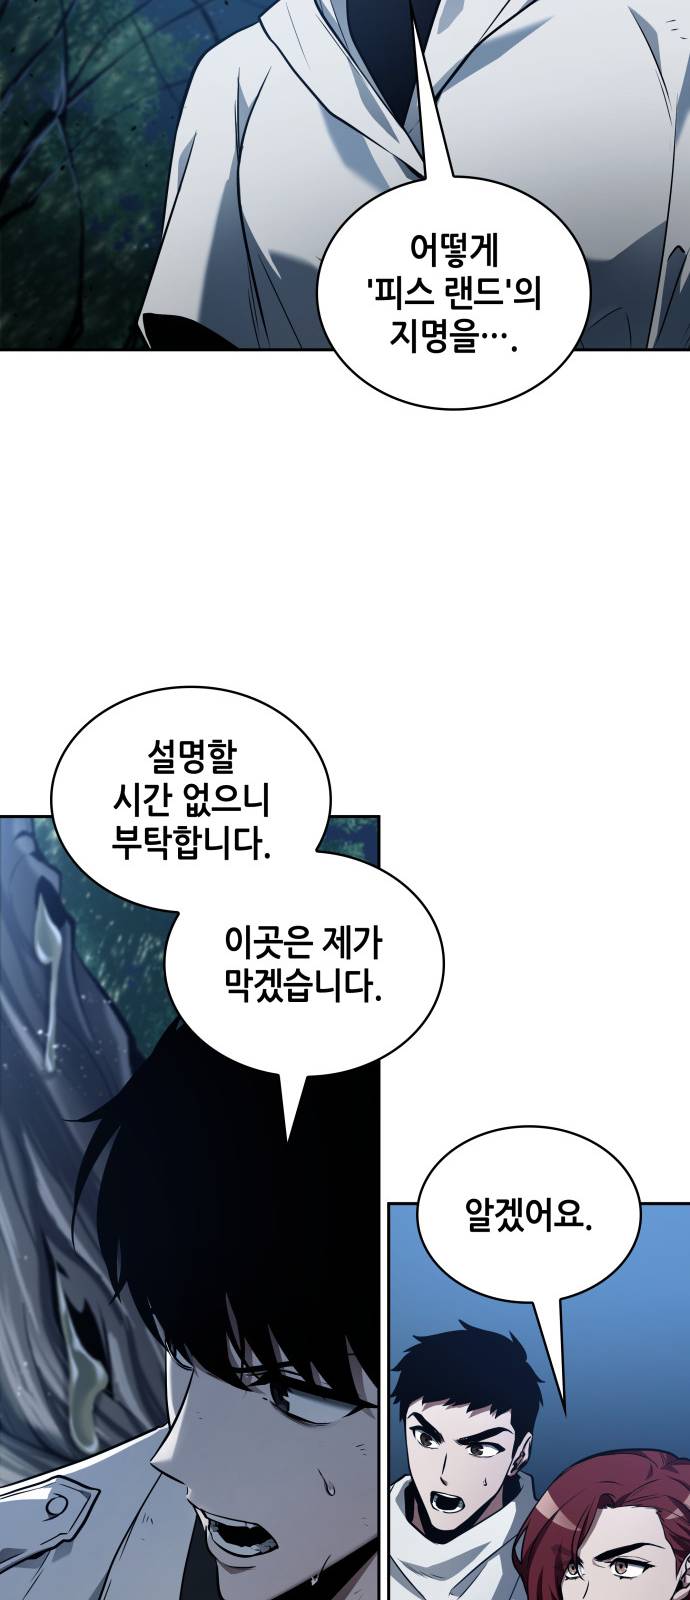 어떻게
'피스 랜드'의
지명을….
설명할
시간 없으니
부탁합니다.
이곳은 제가
막겠습니다.
알겠어요.